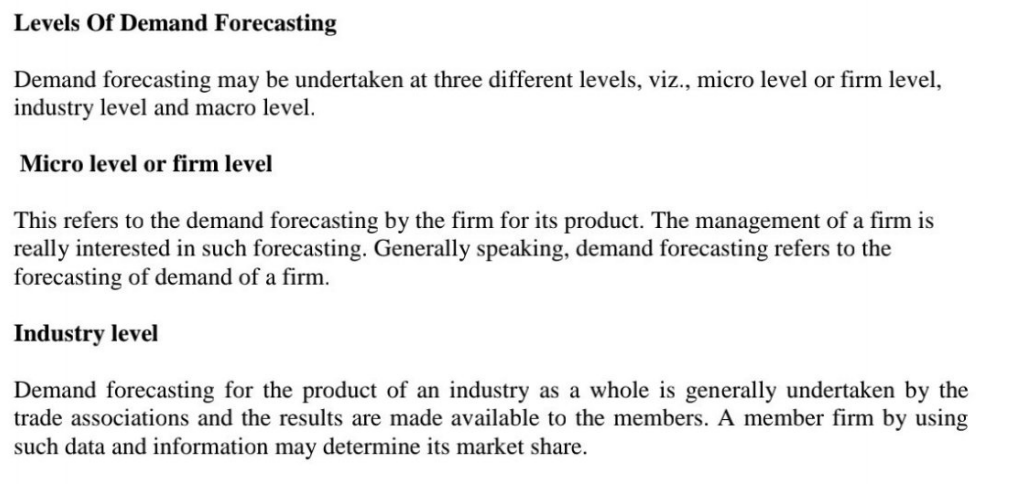 Levels Of Demand Forecasting
Demand forecasting may be undertaken at three different levels, viz., micro level or firm level,
industry level and macro level.
Micro level or firm level
This refers to the demand forecasting by the firm for its product. The management of a firm is
really interested in such forecasting. Generally speaking, demand forecasting refers to the
forecasting of demand of a firm.
Industry level
Demand forecasting for the product of an industry as a whole is generally undertaken by the
trade associations and the results are made available to the members. A member firm by using
such data and information may determine its market share.